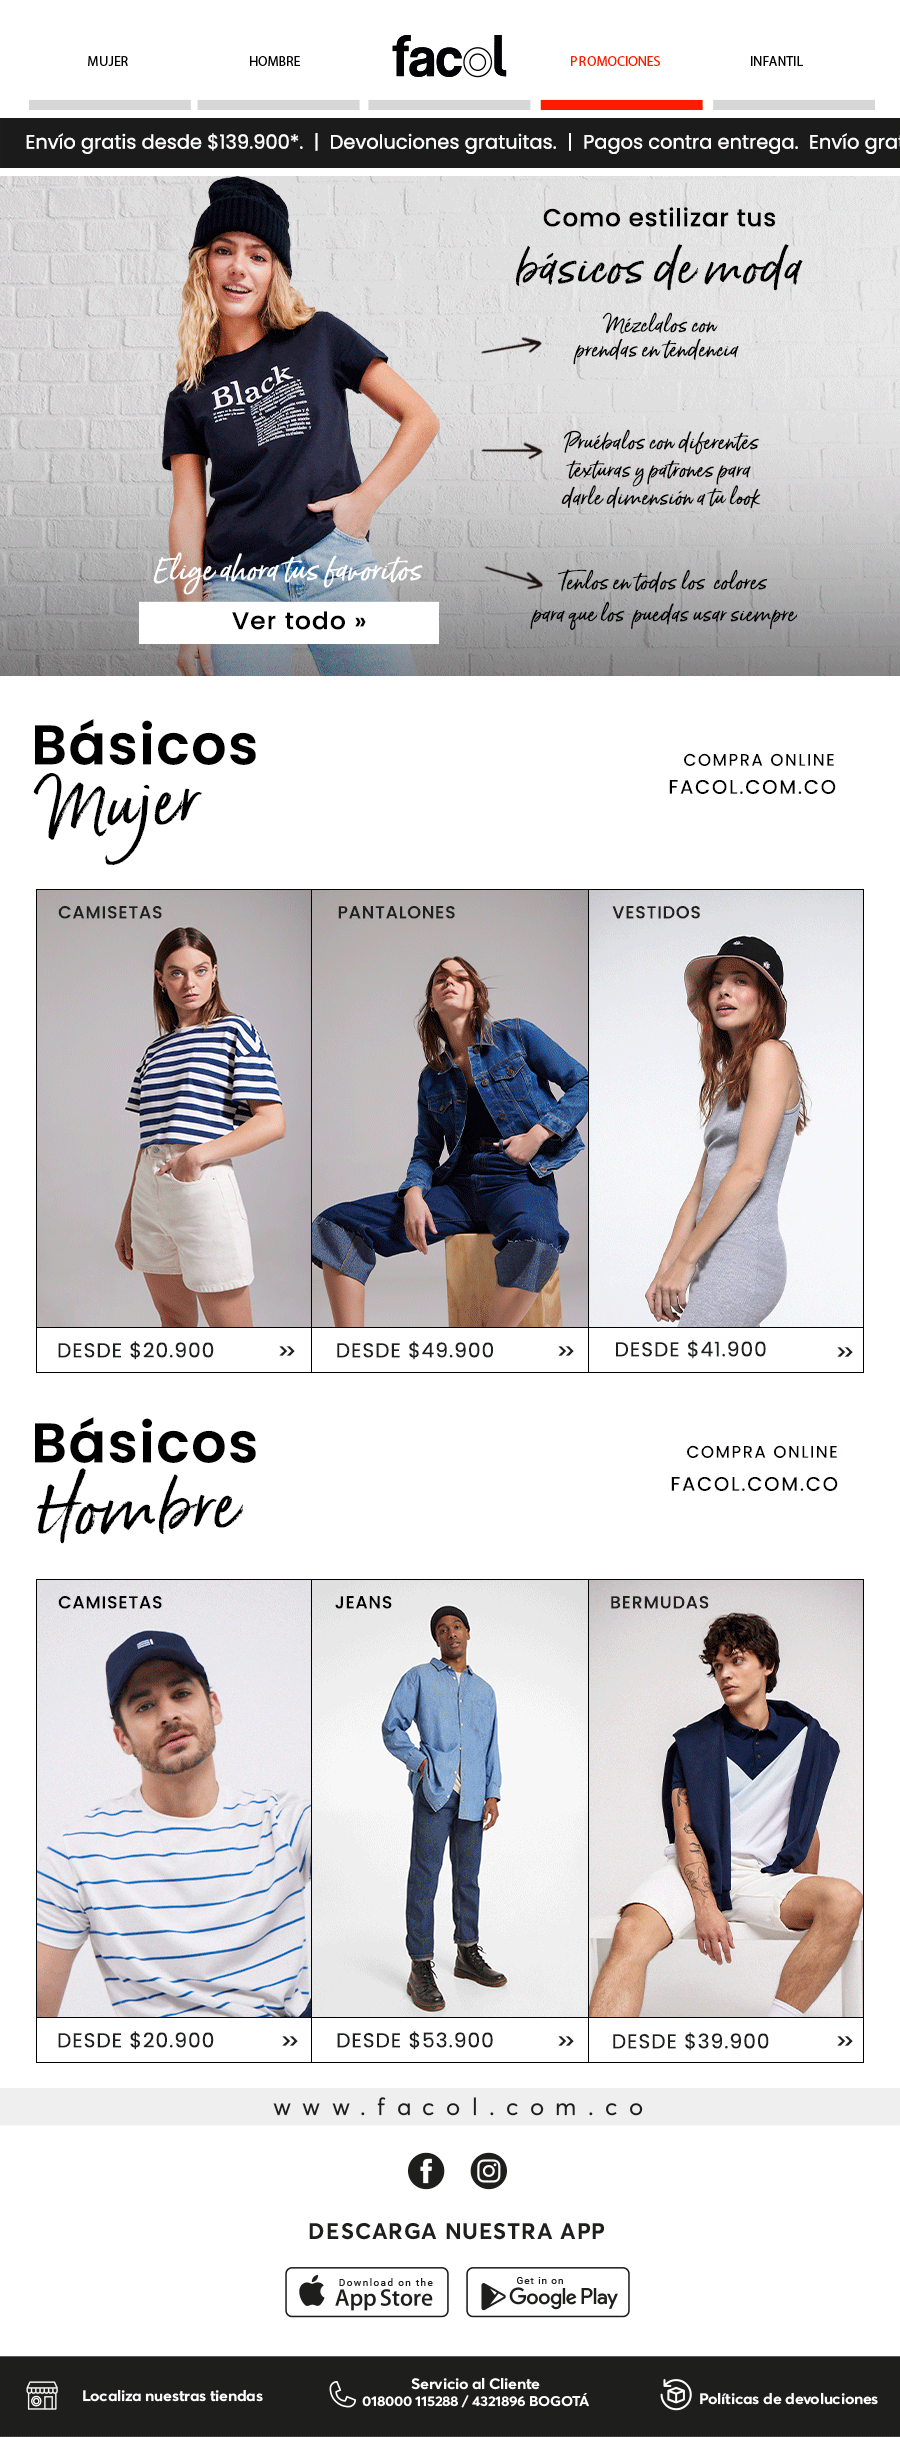 facol
MUJER
HOMBRE
PROMOCIONES
INFANTIL
Envío gratis desde $139.900*. | Devoluciones gratuitas. | Pagos contra entrega. Envío gra
Como estilizar tus
básicos de moda
Mézclalos con
prendas en tendencia
Pruébalos con diferentes
texturas y patrones para
darle dimensión a tu look
Tenlos en todos los colores
para que los puedas usar siempre
Black
Elige ahora tus favoritos
Ver todo »
Básicos
Mujer
COMPRA ONLINE
FACOL.COM.CO
CAMISETAS
PANTALONES
VESTIDOS
DESDE $20.900 »
DESDE $49.900 »
DESDE $41.900 »
Básicos
Hombre
COMPRA ONLINE
FACOL.COM.CO
CAMISETAS
JEANS
BERMUDAS
DESDE $20.900 »
DESDE $53.900 »
DESDE $39.900 »
www.facol.com.co
DESCARGA NUESTRA APP
Download on the
App Store
Get in on
Google Play
Localiza nuestras tiendas
Servicio al Cliente
018000 115288 / 4321896 BOGOTÁ
Políticas de devoluciones